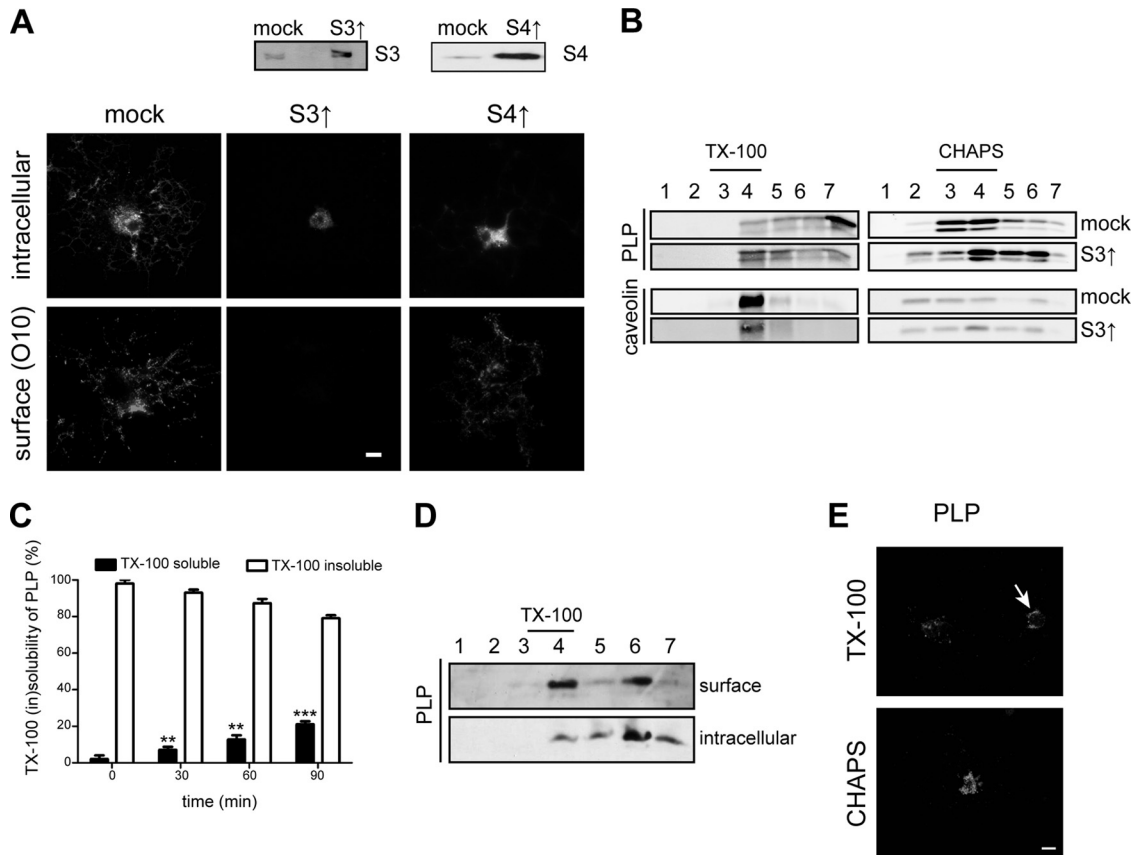 A
mock S3↑ S3
mock S4↑ S4
mock S3↑ S4↑
intracellular
surface (O10)
B
TX-100 CHAPS
1 2 3 4 5 6 7 1 2 3 4 5 6 7
PLP
mock
S3↑
caveolin
mock
S3↑
C
TX-100 soluble TX-100 insoluble
TX-100 (in)solubility of PLP (%)
100
80
60
40
20
0
** ** ***
0 30 60 90
time (min)
D
TX-100
1 2 3 4 5 6 7
PLP
surface
intracellular
E
PLP
TX-100
CHAPS